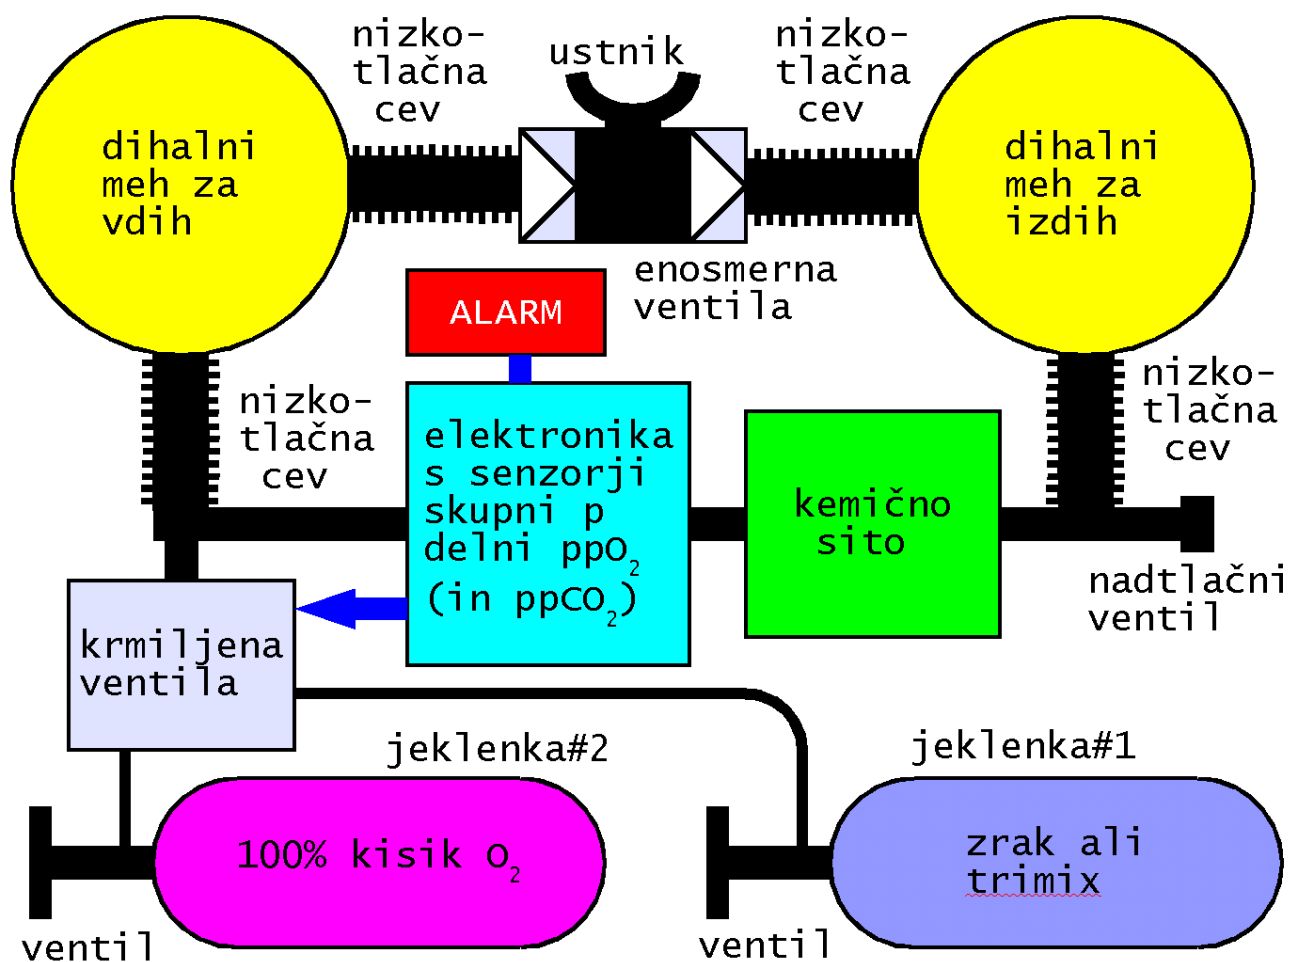 nizko-
tlačna
cev
ustnik
nizko-
tlačna
cev
dihalni
meh za
vdih
dihalni
meh za
izdih
enosmerna
ventila
ALARM
nizko-
tlačna
cev
elektronika
s senzorji
skupni p
delni ppO₂
(in ppCO₂)
kemično
sito
nizko-
tlačna
cev
nadtlačni
ventil
krmiljena
ventila
jeklenka#2
jeklenka#1
100% kisik O₂
zrak ali
trimix
ventil
ventil